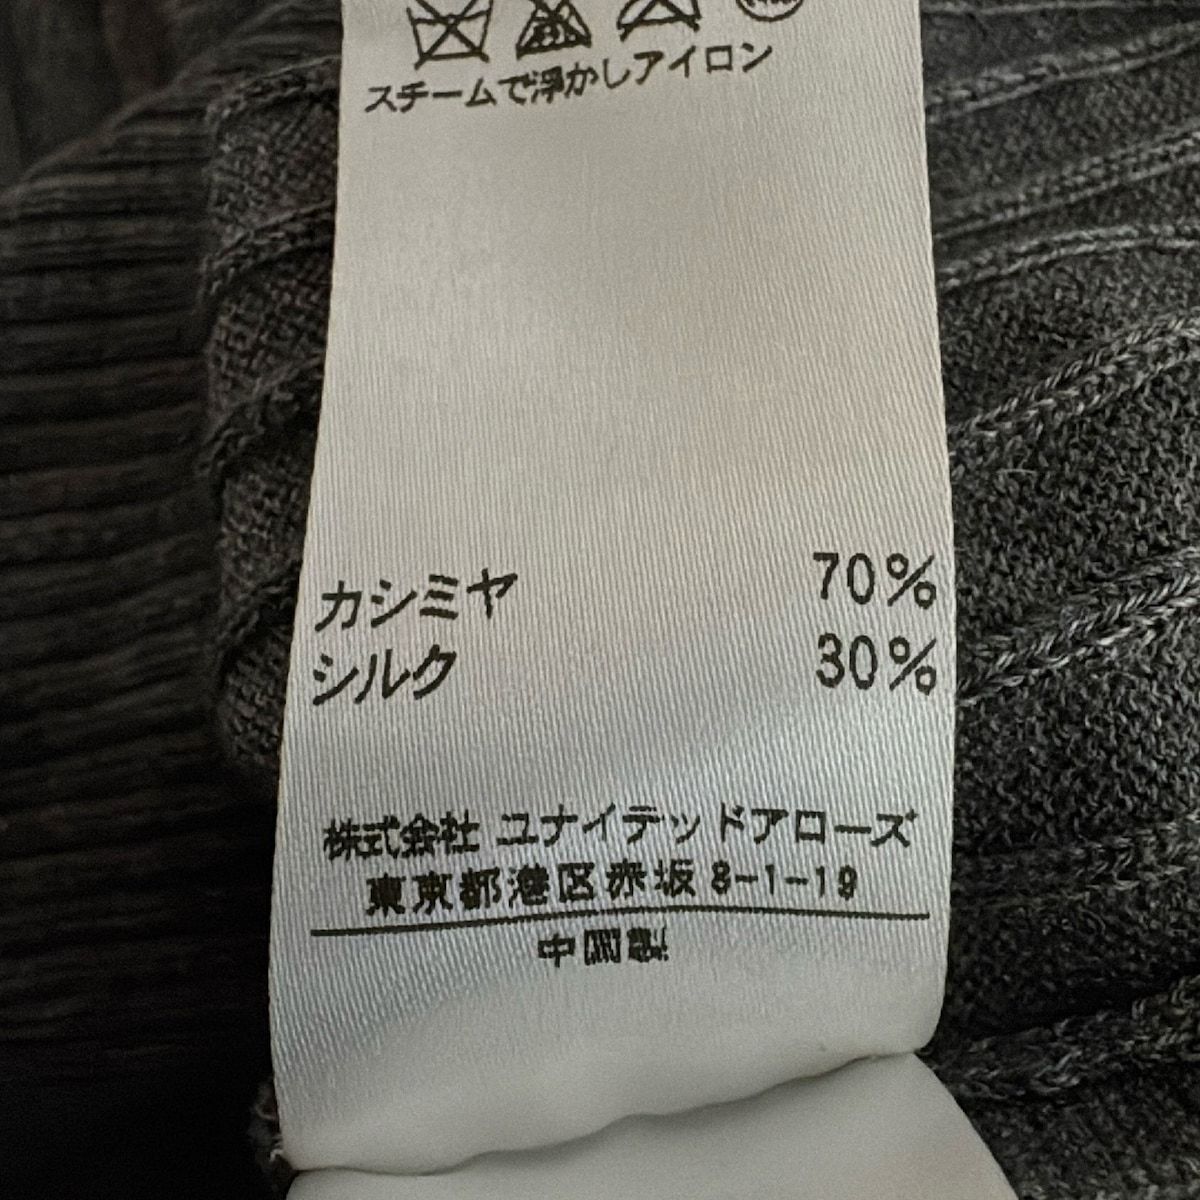 スチームで浮かしアイロン
カシミヤ 70%
シルク 30%
株式会社 ユナイテッドアローズ
東京都港区赤坂 8-1-19
中国製